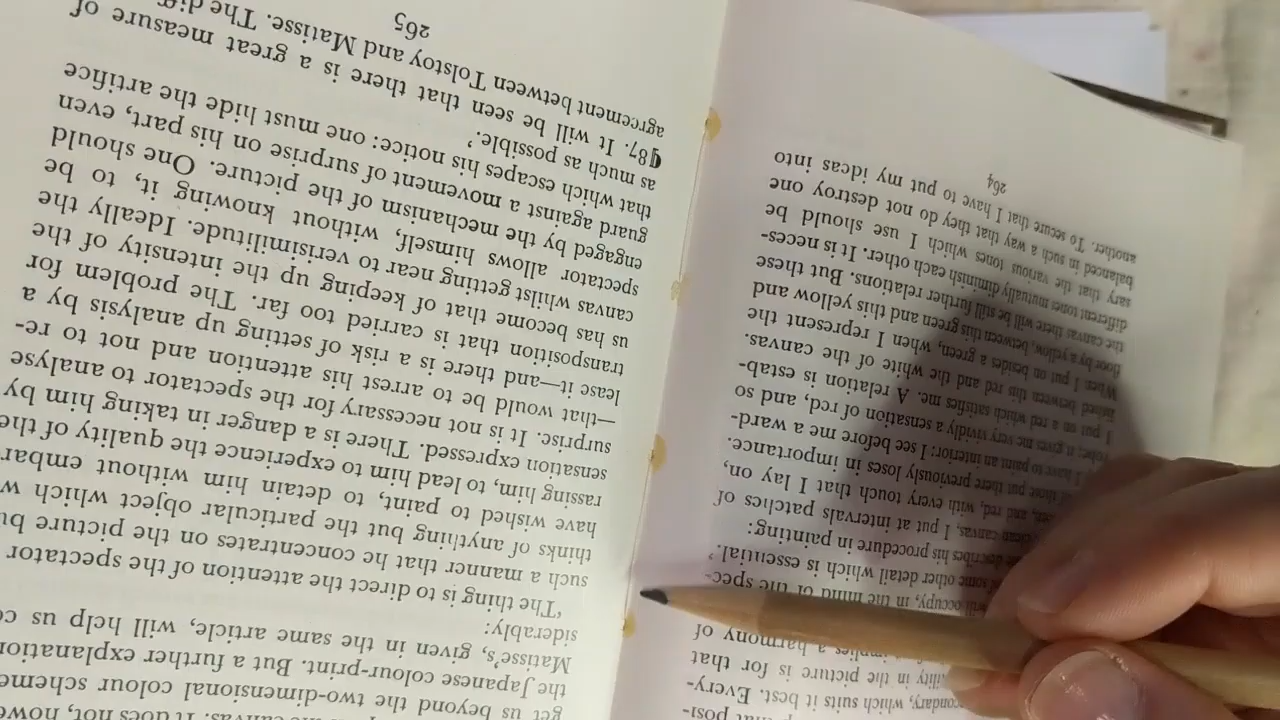 that posi-
which suits it best. Every-
in the picture is for that
implies a harmony of
will occupy, in the mind of the spec-
some other detail which is essential.'
describes his procedure in painting:
clean canvas, I put at intervals patches of
and red, with every touch that I lay on,
of those put there previously loses in importance.
I have to paint an interior: I see before me a ward-
robe; it gives me very vividly a sensation of red, and so
I put on a red which satisfies me. A relation is estab-
lished between this red and the white of the canvas.
When I put on besides a green, when I represent the
floor by a yellow, between this green and this yellow and
the canvas there will be still further relations. But these
different tones mutually diminish each other. It is neces-
sary that the various tones which I use should be
balanced in such a way that they do not destroy one
another. To secure that I have to put my ideas into
264
canvas. It does not, howe
get us beyond the two-dimensional colour scheme
the Japanese colour-print. But a further explanation
Matisse's, given in the same article, will help us co
siderably:
'The thing is to direct the attention of the spectator
such a manner that he concentrates on the picture bu
thinks of anything but the particular object which w
have wished to paint, to detain him without embar
rassing him, to lead him to experience the quality of the
sensation expressed. There is a danger in taking him by
surprise. It is not necessary for the spectator to analyse
—that would be to arrest his attention and not to re-
lease it—and there is a risk of setting up analysis by a
transposition that is carried too far. The problem for
us has become that of keeping up the intensity of the
canvas whilst getting near to verisimilitude. Ideally the
spectator allows himself, without knowing it, to be
engaged by the mechanism of the picture. One should
guard against a movement of surprise on his part, even
that which escapes his notice: one must hide the artifice
as much as possible.'
¶87. It will be seen that there is a great measure of
agreement between Tolstoy and Matisse. The diff
265